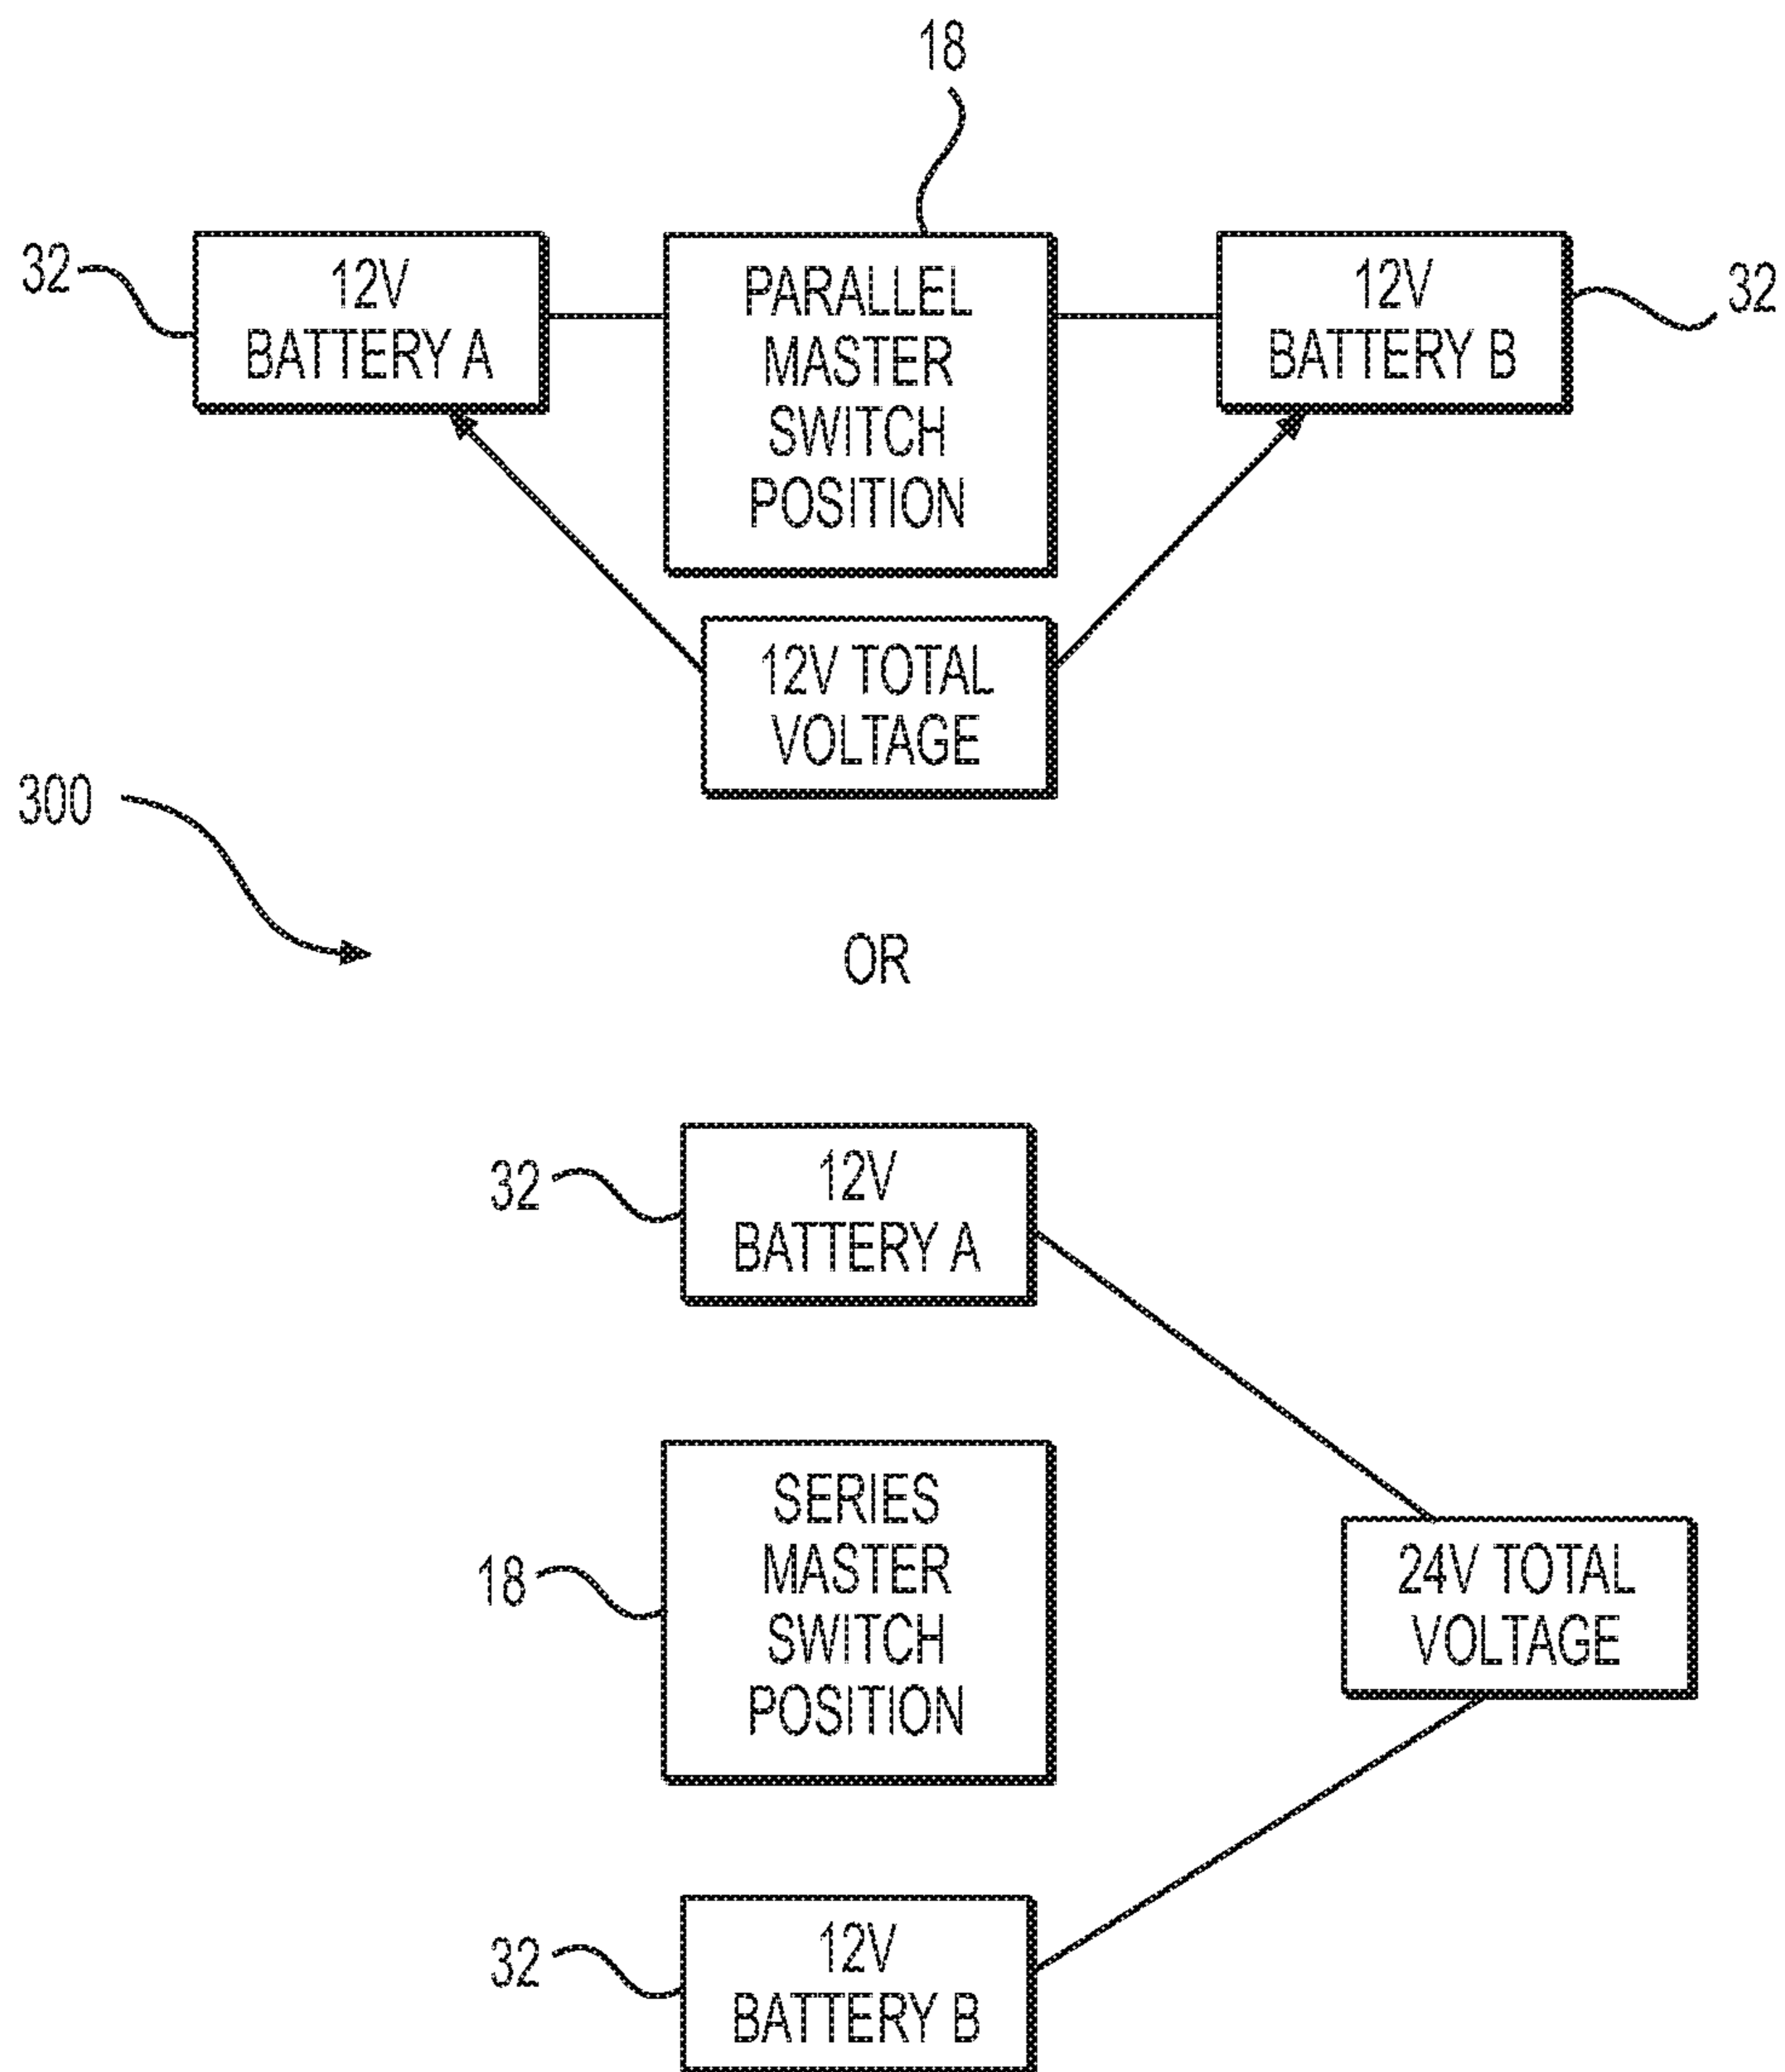 18
32
12V
BATTERY A
PARALLEL
MASTER
SWITCH
POSITION
12V
BATTERY B
32
12V TOTAL
VOLTAGE
300
OR
32
12V
BATTERY A
18
SERIES
MASTER
SWITCH
POSITION
24V TOTAL
VOLTAGE
32
12V
BATTERY B